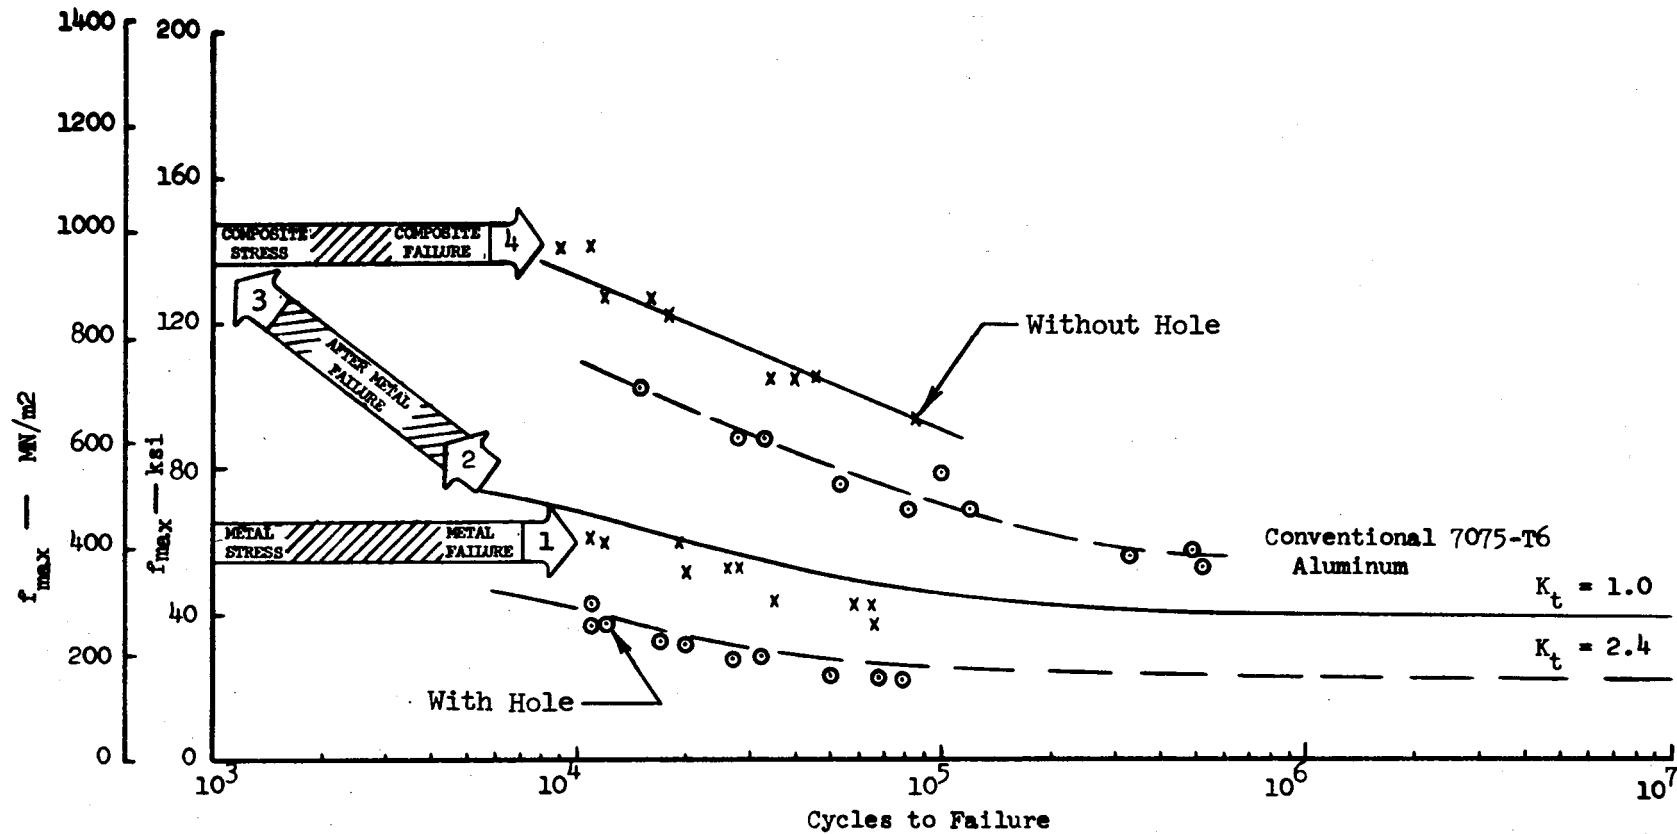 1400
1200
1000
800
600
400
200
0
f max — MN/m2
200
160
120
80
40
0
f max — ksi
COMPOSITE STRESS
COMPOSITE FAILURE
4
3
AFTER METAL FAILURE
2
METAL STRESS
METAL FAILURE
1
Without Hole
With Hole
Conventional 7075-T6
Aluminum
K_t = 1.0
K_t = 2.4
10^3
10^4
10^5
10^6
10^7
Cycles to Failure